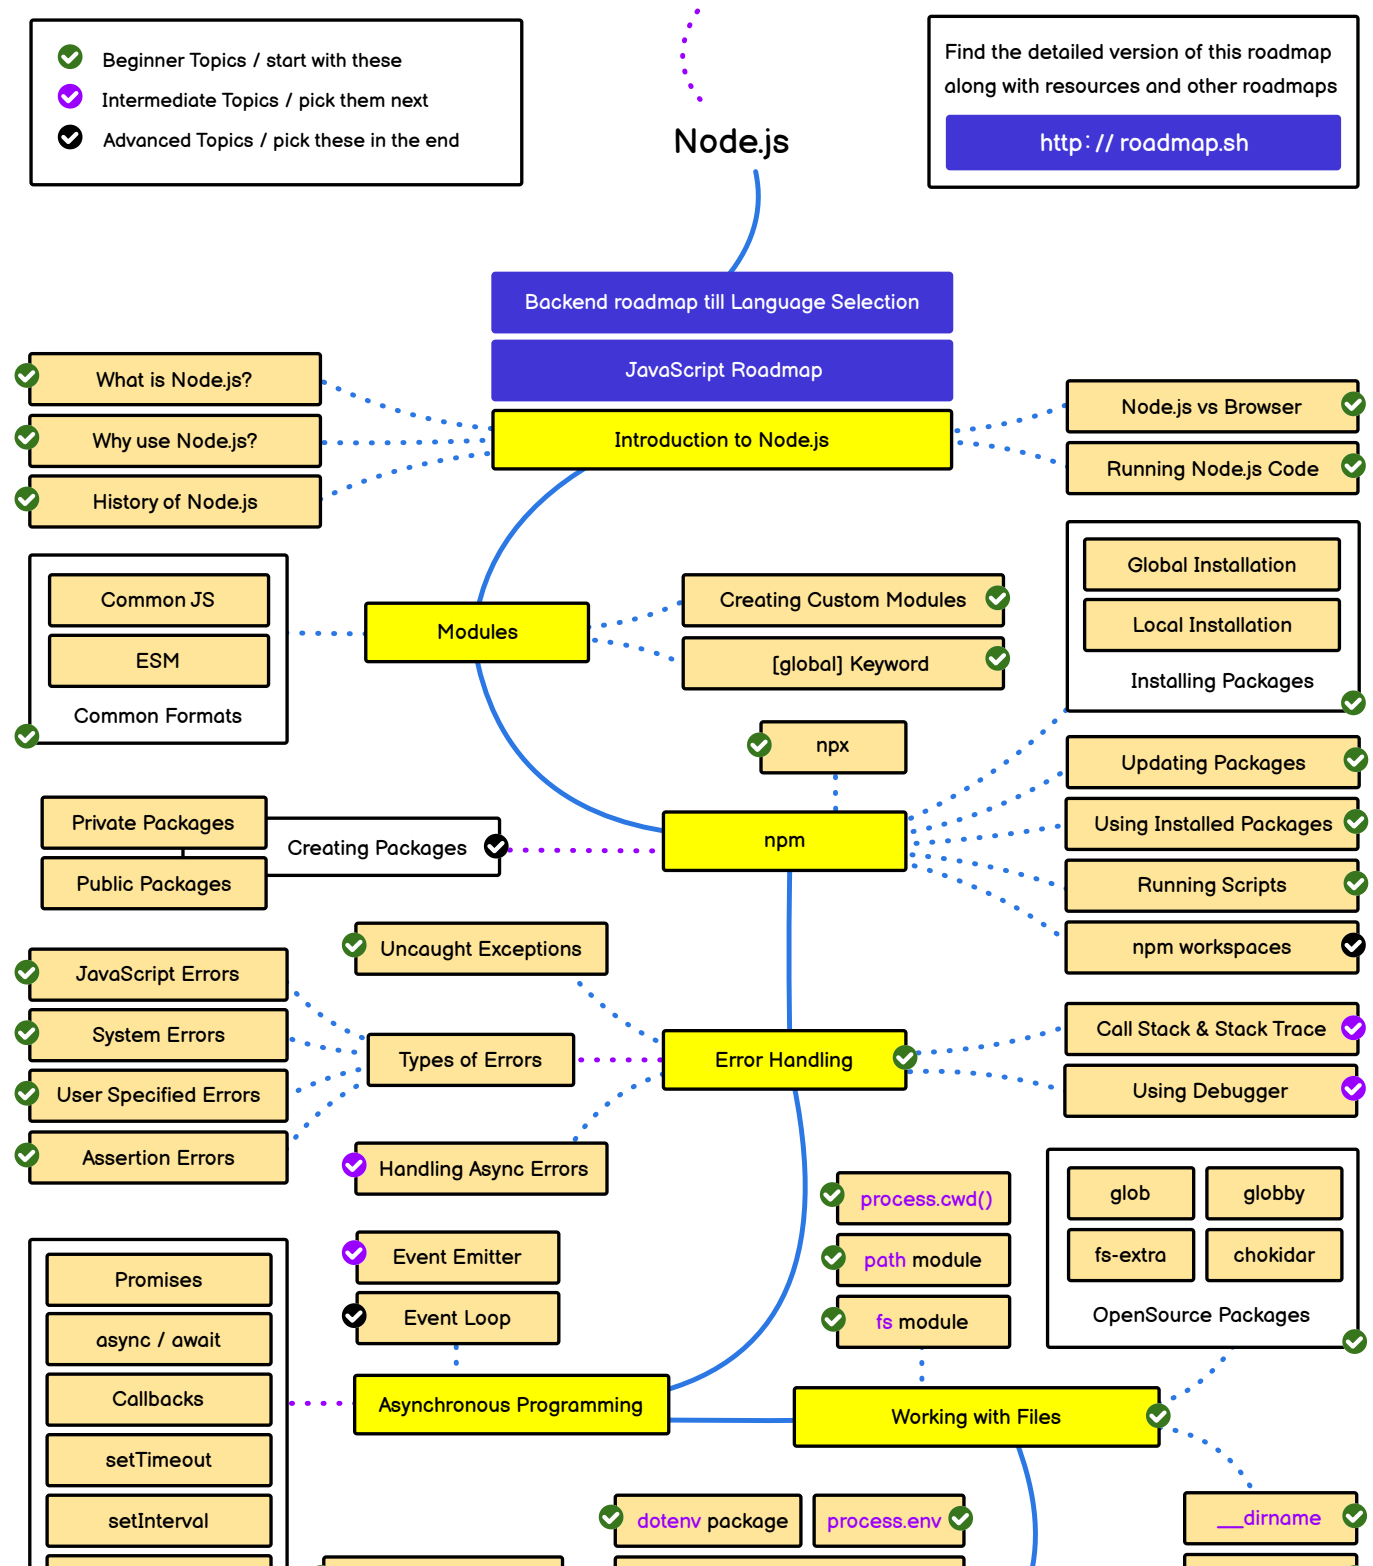 Beginner Topics / start with these
Intermediate Topics / pick them next
Advanced Topics / pick these in the end
Node.js
Find the detailed version of this roadmap
along with resources and other roadmaps
http://roadmap.sh
Backend roadmap till Language Selection
JavaScript Roadmap
Introduction to Node.js
What is Node.js?
Why use Node.js?
History of Node.js
Node.js vs Browser
Running Node.js Code
Common JS
ESM
Common Formats
Modules
Creating Custom Modules
[global] Keyword
Global Installation
Local Installation
Installing Packages
npx
npm
Updating Packages
Using Installed Packages
Running Scripts
npm workspaces
Private Packages
Public Packages
Creating Packages
Uncaught Exceptions
JavaScript Errors
System Errors
User Specified Errors
Assertion Errors
Types of Errors
Error Handling
Handling Async Errors
Call Stack & Stack Trace
Using Debugger
process.cwd()
path module
fs module
glob
globby
fs-extra
chokidar
OpenSource Packages
Event Emitter
Event Loop
Promises
async / await
Callbacks
setTimeout
setInterval
Asynchronous Programming
Working with Files
dotenv package
process.env
__dirname